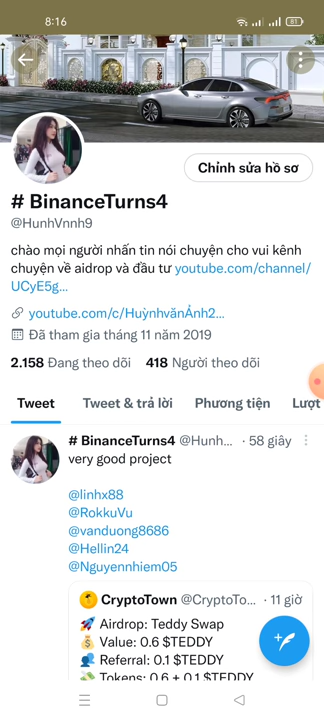 8:16
81
Chỉnh sửa hồ sơ
# BinanceTurns4
@HunhVnnh9
chào mọi người nhấn tin nói chuyện cho vui kênh
chuyện về aidrop và đầu tư youtube.com/channel/
UCyE5g...
youtube.com/c/HuỳnhvănẢnh2...
Đã tham gia tháng 11 năm 2019
2.158 Đang theo dõi 418 Người theo dõi
Tweet Tweet & trả lời Phương tiện Lượt
# BinanceTurns4 @Hunh... · 58 giây
very good project
@linhx88
@RokkuVu
@vanduong8686
@Hellin24
@Nguyennhiem05
CryptoTown @CryptoTo... · 11 giờ
🚀 Airdrop: Teddy Swap
💰 Value: 0.6 $TEDDY
👥 Referral: 0.1 $TEDDY
💸 Tokens: 0.6 + 0.1 $TEDDY